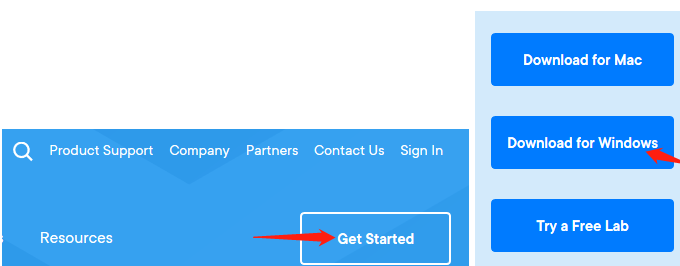 Product Support Company Partners Contact Us Sign In
Resources
Get Started
Download for Mac
Download for Windows
Try a Free Lab